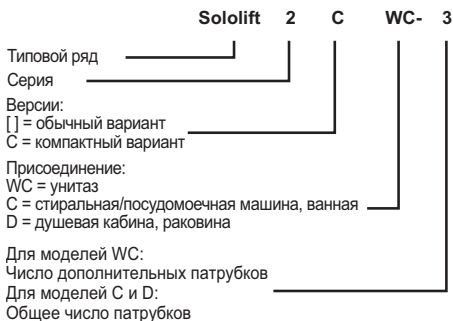 Sololift 2 C WC- 3
Типовой ряд
Серия
Версии:
[ ] = обычный вариант
C = компактный вариант
Присоединение:
WC = унитаз
C = стиральная/посудомоечная машина, ванная
D = душевая кабина, раковина
Для моделей WC:
Число дополнительных патрубков
Для моделей C и D:
Общее число патрубков